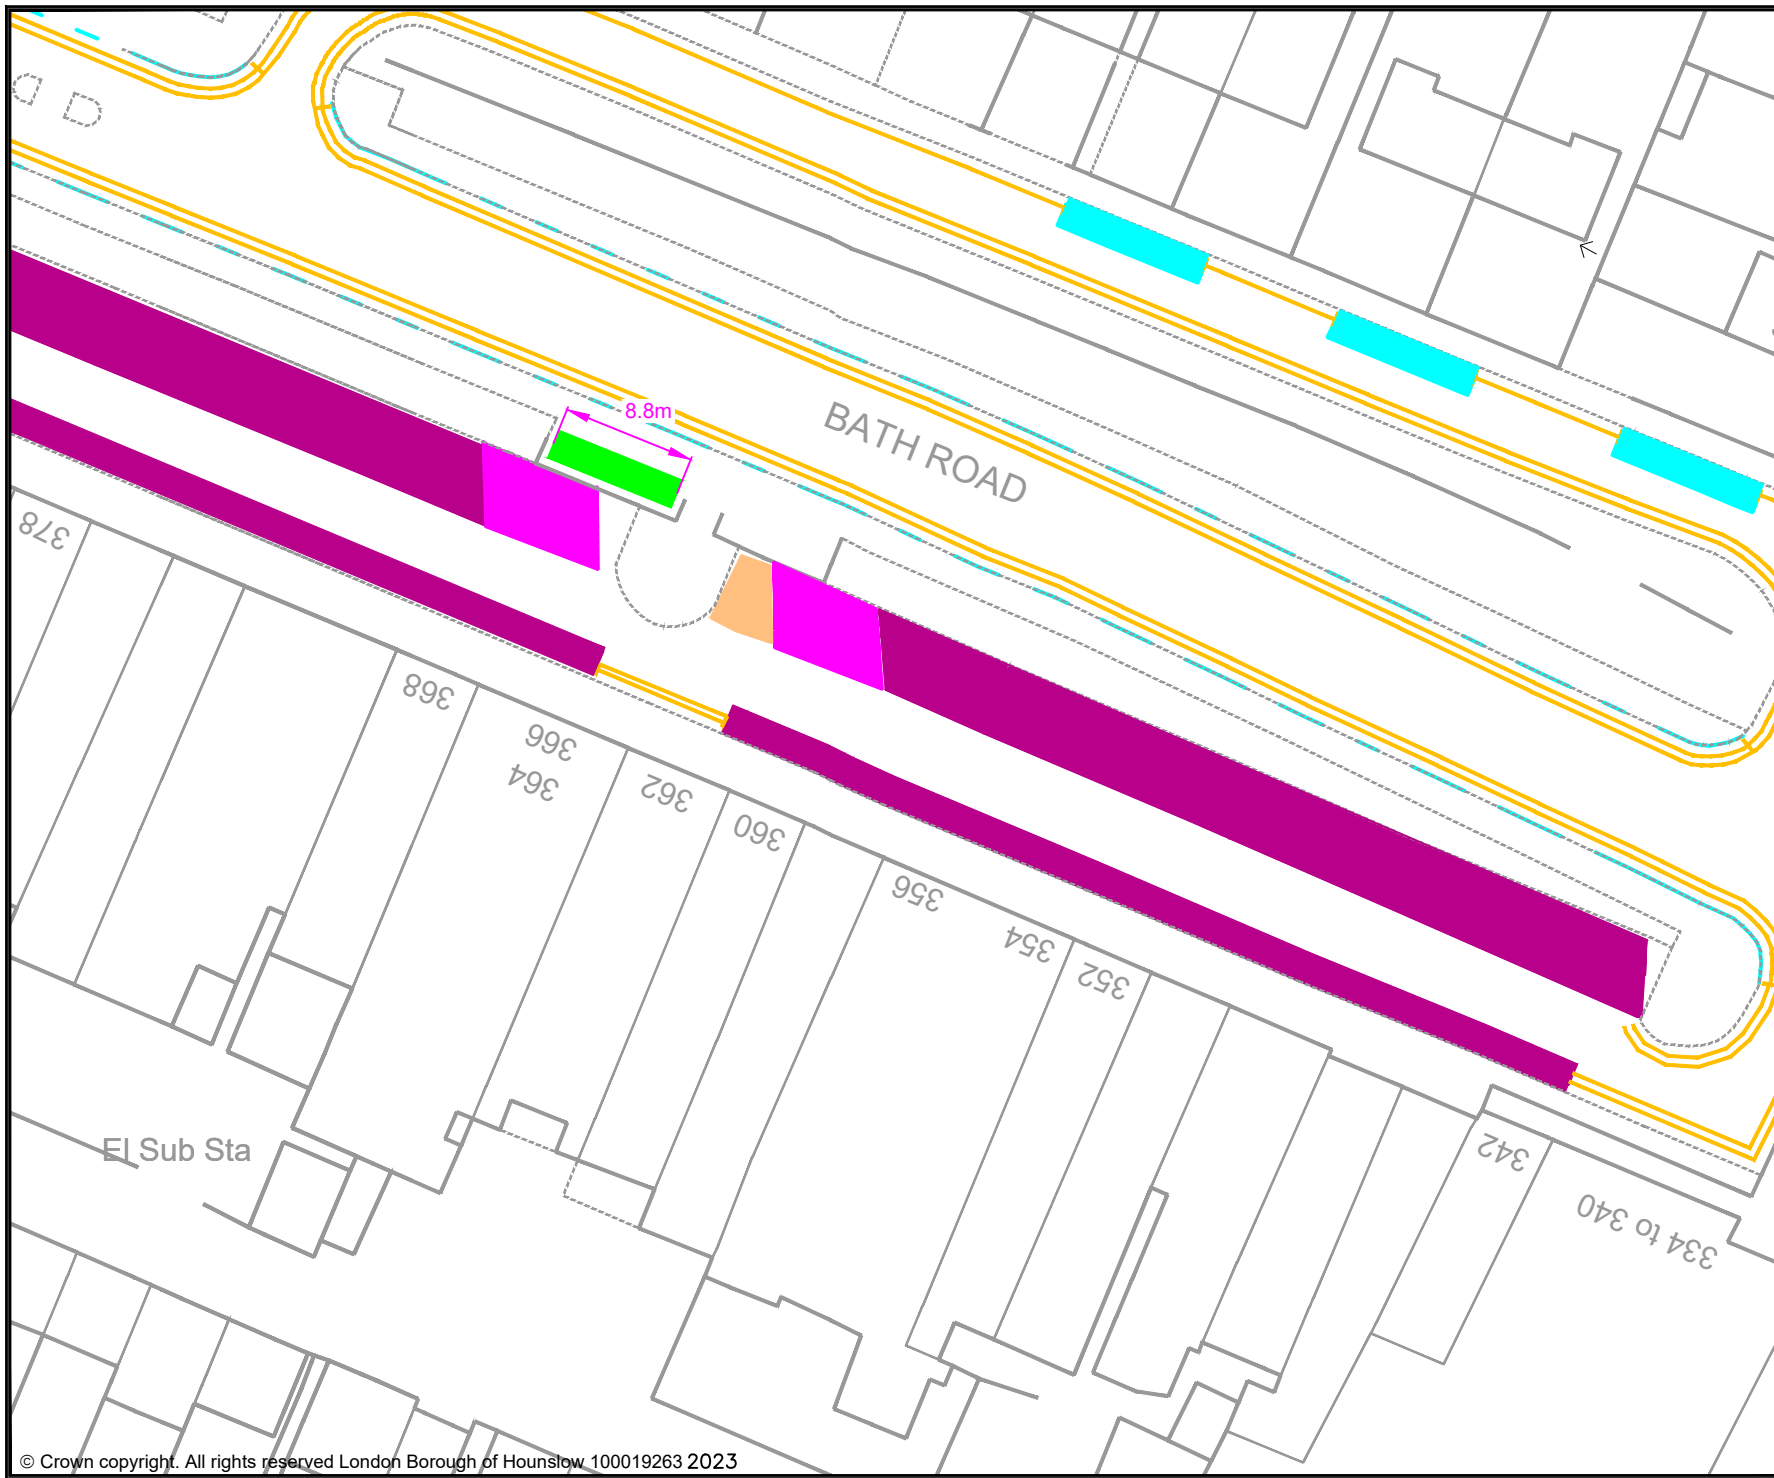 8.8m
BATH ROAD
378
368
366
364
362
360
356
354
352
342
334 to 340
El Sub Sta
© Crown copyright. All rights reserved London Borough of Hounslow 100019263 2023